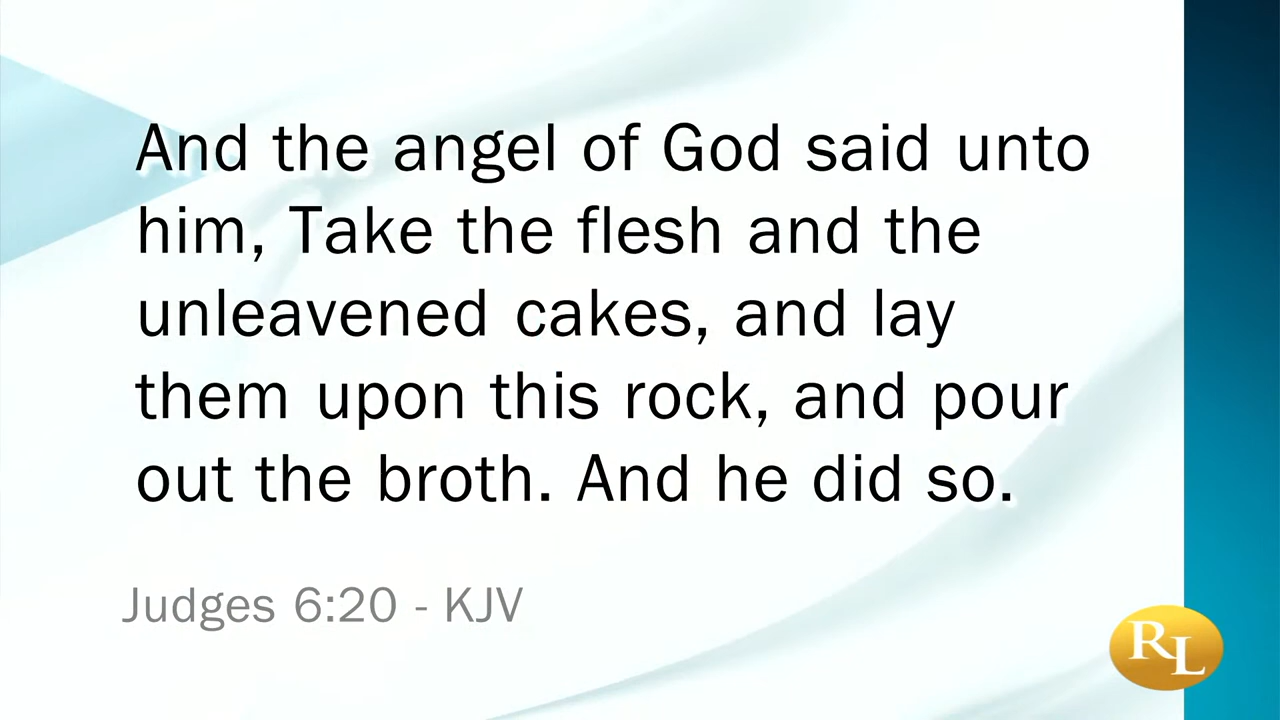 And the angel of God said unto
him, Take the flesh and the
unleavened cakes, and lay
them upon this rock, and pour
out the broth. And he did so.
Judges 6:20 - KJV
RL